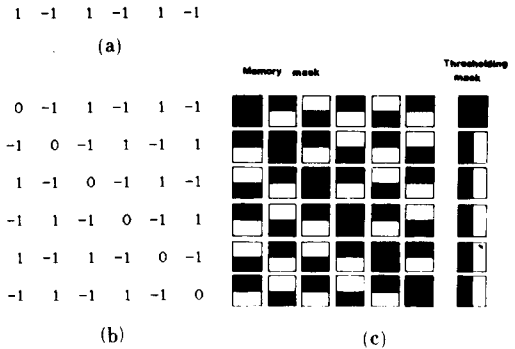 1 -1 1 -1 1 -1
(a)
Memory mask
Thresholding
mask
0 -1 1 -1 1 -1
-1 0 -1 1 -1 1
1 -1 0 -1 1 -1
-1 1 -1 0 -1 1
1 -1 1 -1 0 -1
-1 1 -1 1 -1 0
(b)
(c)